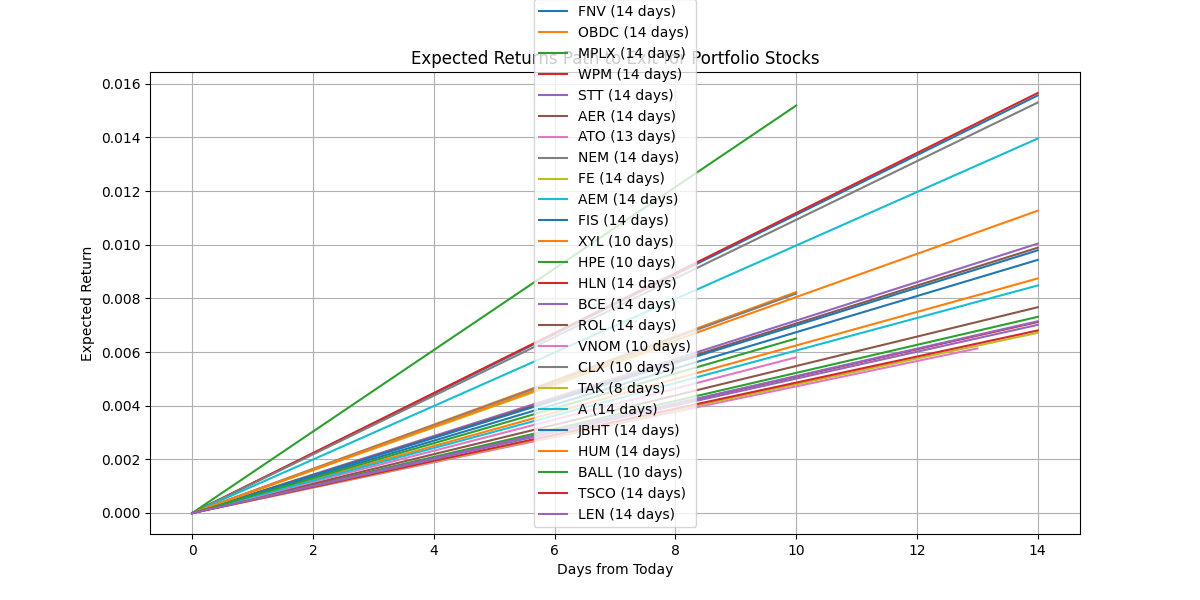 FNV (14 days)
OBDC (14 days)
MPLX (14 days)
Expected Returns Path to Exit for Portfolio Stocks
WPM (14 days)
STT (14 days)
AER (14 days)
ATO (13 days)
NEM (14 days)
FE (14 days)
AEM (14 days)
FIS (14 days)
XYL (10 days)
HPE (10 days)
HLN (14 days)
BCE (14 days)
ROL (14 days)
VNOM (10 days)
CLX (10 days)
TAK (8 days)
A (14 days)
JBHT (14 days)
HUM (14 days)
BALL (10 days)
TSCO (14 days)
LEN (14 days)
0.016
0.014
0.012
0.010
0.008
0.006
0.004
0.002
0.000
Expected Return
0 2 4 6 8 10 12 14
Days from Today